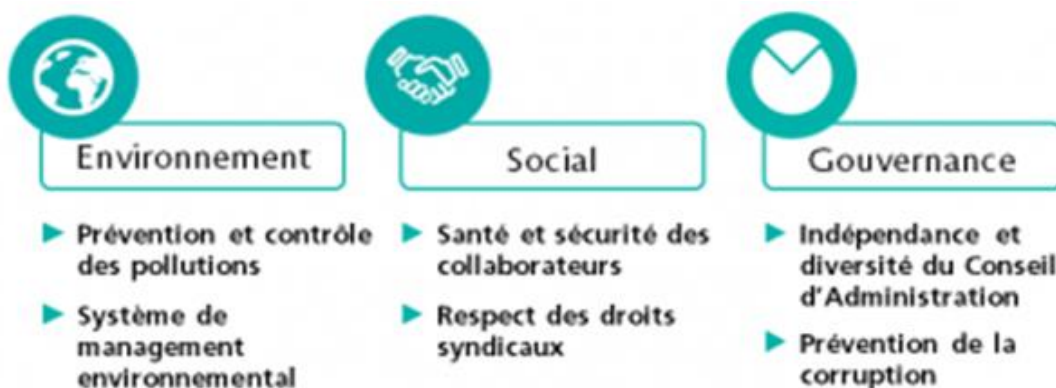 Environnement
Prévention et contrôle
des pollutions
Système de
management
environnemental
Social
Santé et sécurité des
collaborateurs
Respect des droits
syndicaux
Gouvernance
Indépendance et
diversité du Conseil
d'Administration
Prévention de la
corruption